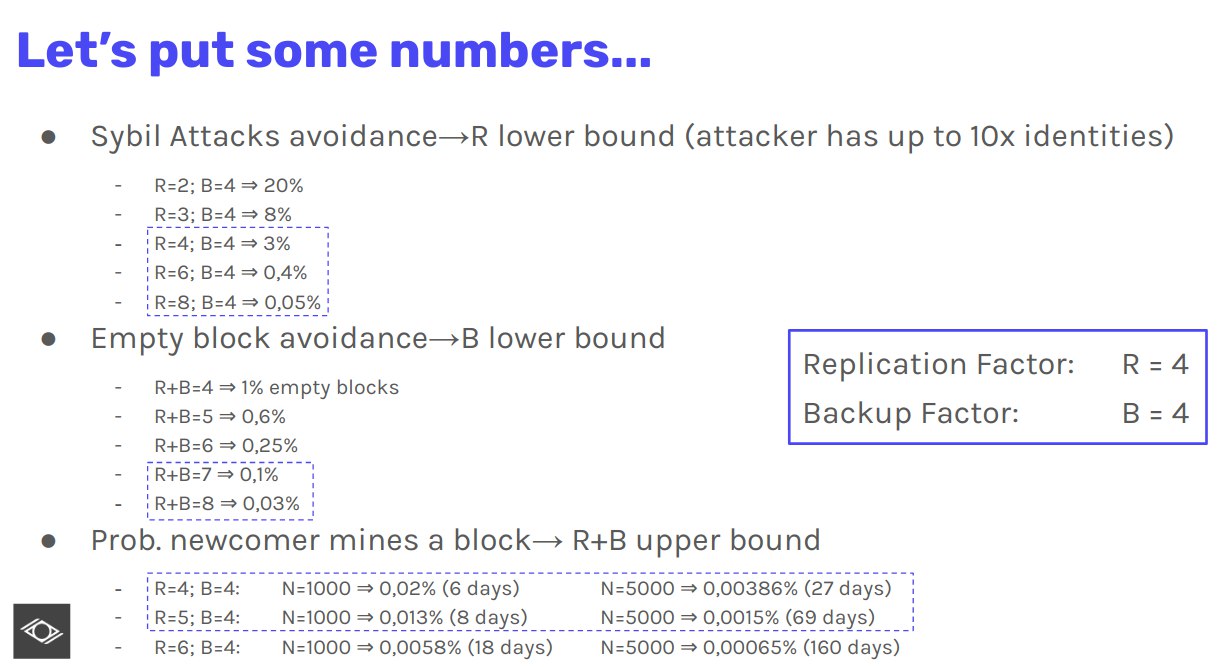 Let's put some numbers...
● Sybil Attacks avoidance→R lower bound (attacker has up to 10x identities)
- R=2; B=4 ⇒ 20%
- R=3; B=4 ⇒ 8%
- R=4; B=4 ⇒ 3%
- R=6; B=4 ⇒ 0,4%
- R=8; B=4 ⇒ 0,05%
● Empty block avoidance→B lower bound
- R+B=4 ⇒ 1% empty blocks
- R+B=5 ⇒ 0,6%
- R+B=6 ⇒ 0,25%
- R+B=7 ⇒ 0,1%
- R+B=8 ⇒ 0,03%
Replication Factor: R = 4
Backup Factor: B = 4
● Prob. newcomer mines a block→ R+B upper bound
- R=4; B=4: N=1000 ⇒ 0,02% (6 days) N=5000 ⇒ 0,00386% (27 days)
- R=5; B=4: N=1000 ⇒ 0,013% (8 days) N=5000 ⇒ 0,0015% (69 days)
- R=6; B=4: N=1000 ⇒ 0,0058% (18 days) N=5000 ⇒ 0,00065% (160 days)